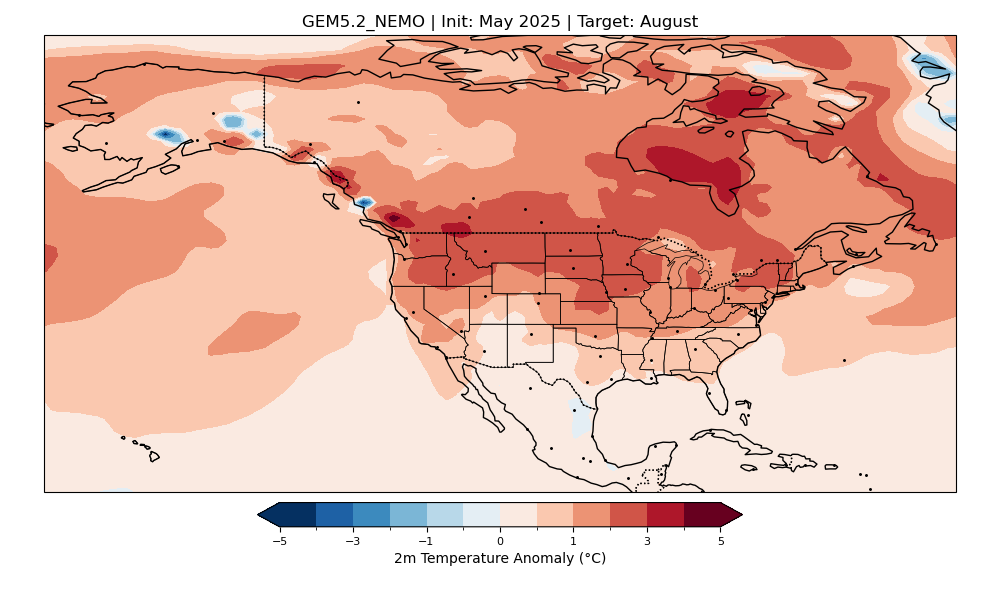 GEM5.2_NEMO | Init: May 2025 | Target: August
−5 −3 −1 0 1 3 5
2m Temperature Anomaly (°C)